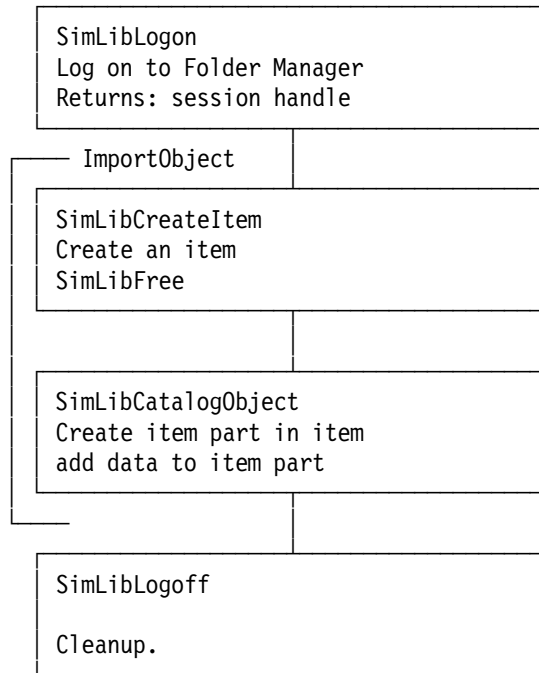 SimLibLogon
Log on to Folder Manager
Returns: session handle
ImportObject
SimLibCreateItem
Create an item
SimLibFree
SimLibCatalogObject
Create item part in item
add data to item part
SimLibLogoff
Cleanup.